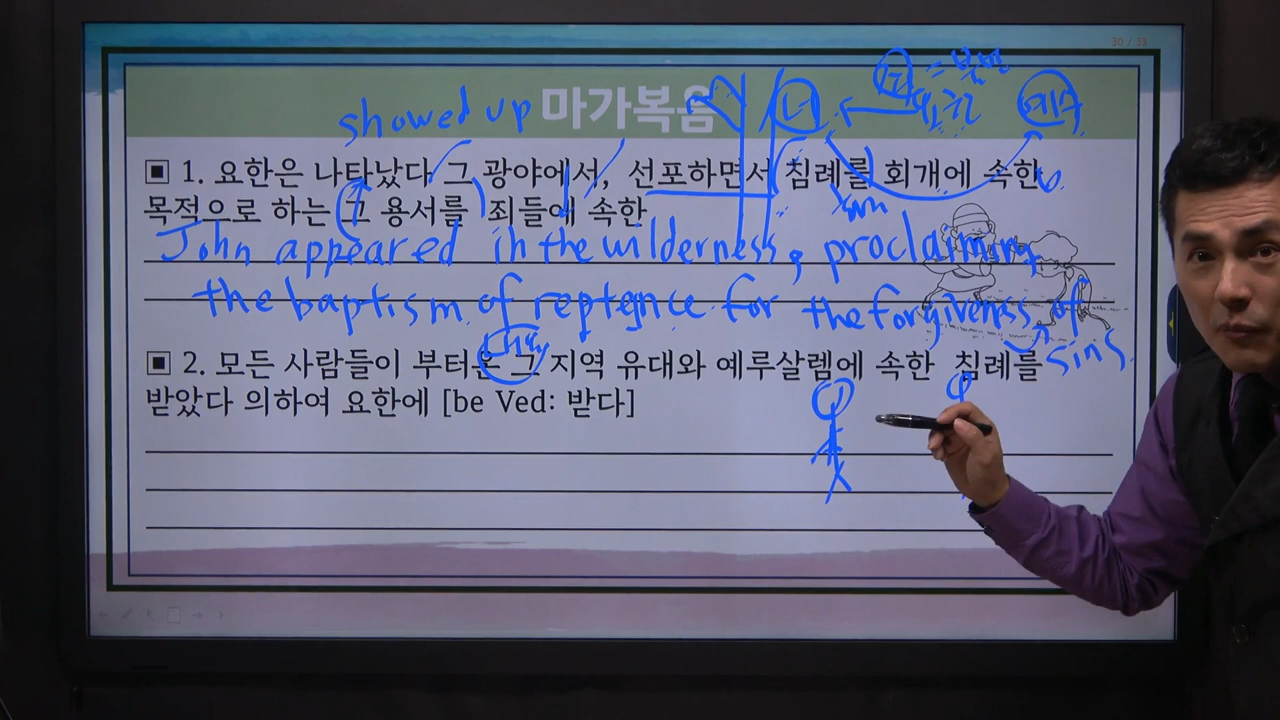 30 / 33
showed up 마가복음 너 예수
▣ 1. 요한은 나타났다 그 광야에서, 선포하면서 침례를 회개에 속한
목적으로 하는 그 용서를 죄들에 속한
John appeared in the wilderness, proclaiming
the baptism of reptence for the forgiveness of
sins.
▣ 2. 모든 사람들이 부터온 그 지역 유대와 예루살렘에 속한 침례를
받았다 의하여 요한에 [be Ved: 받다]